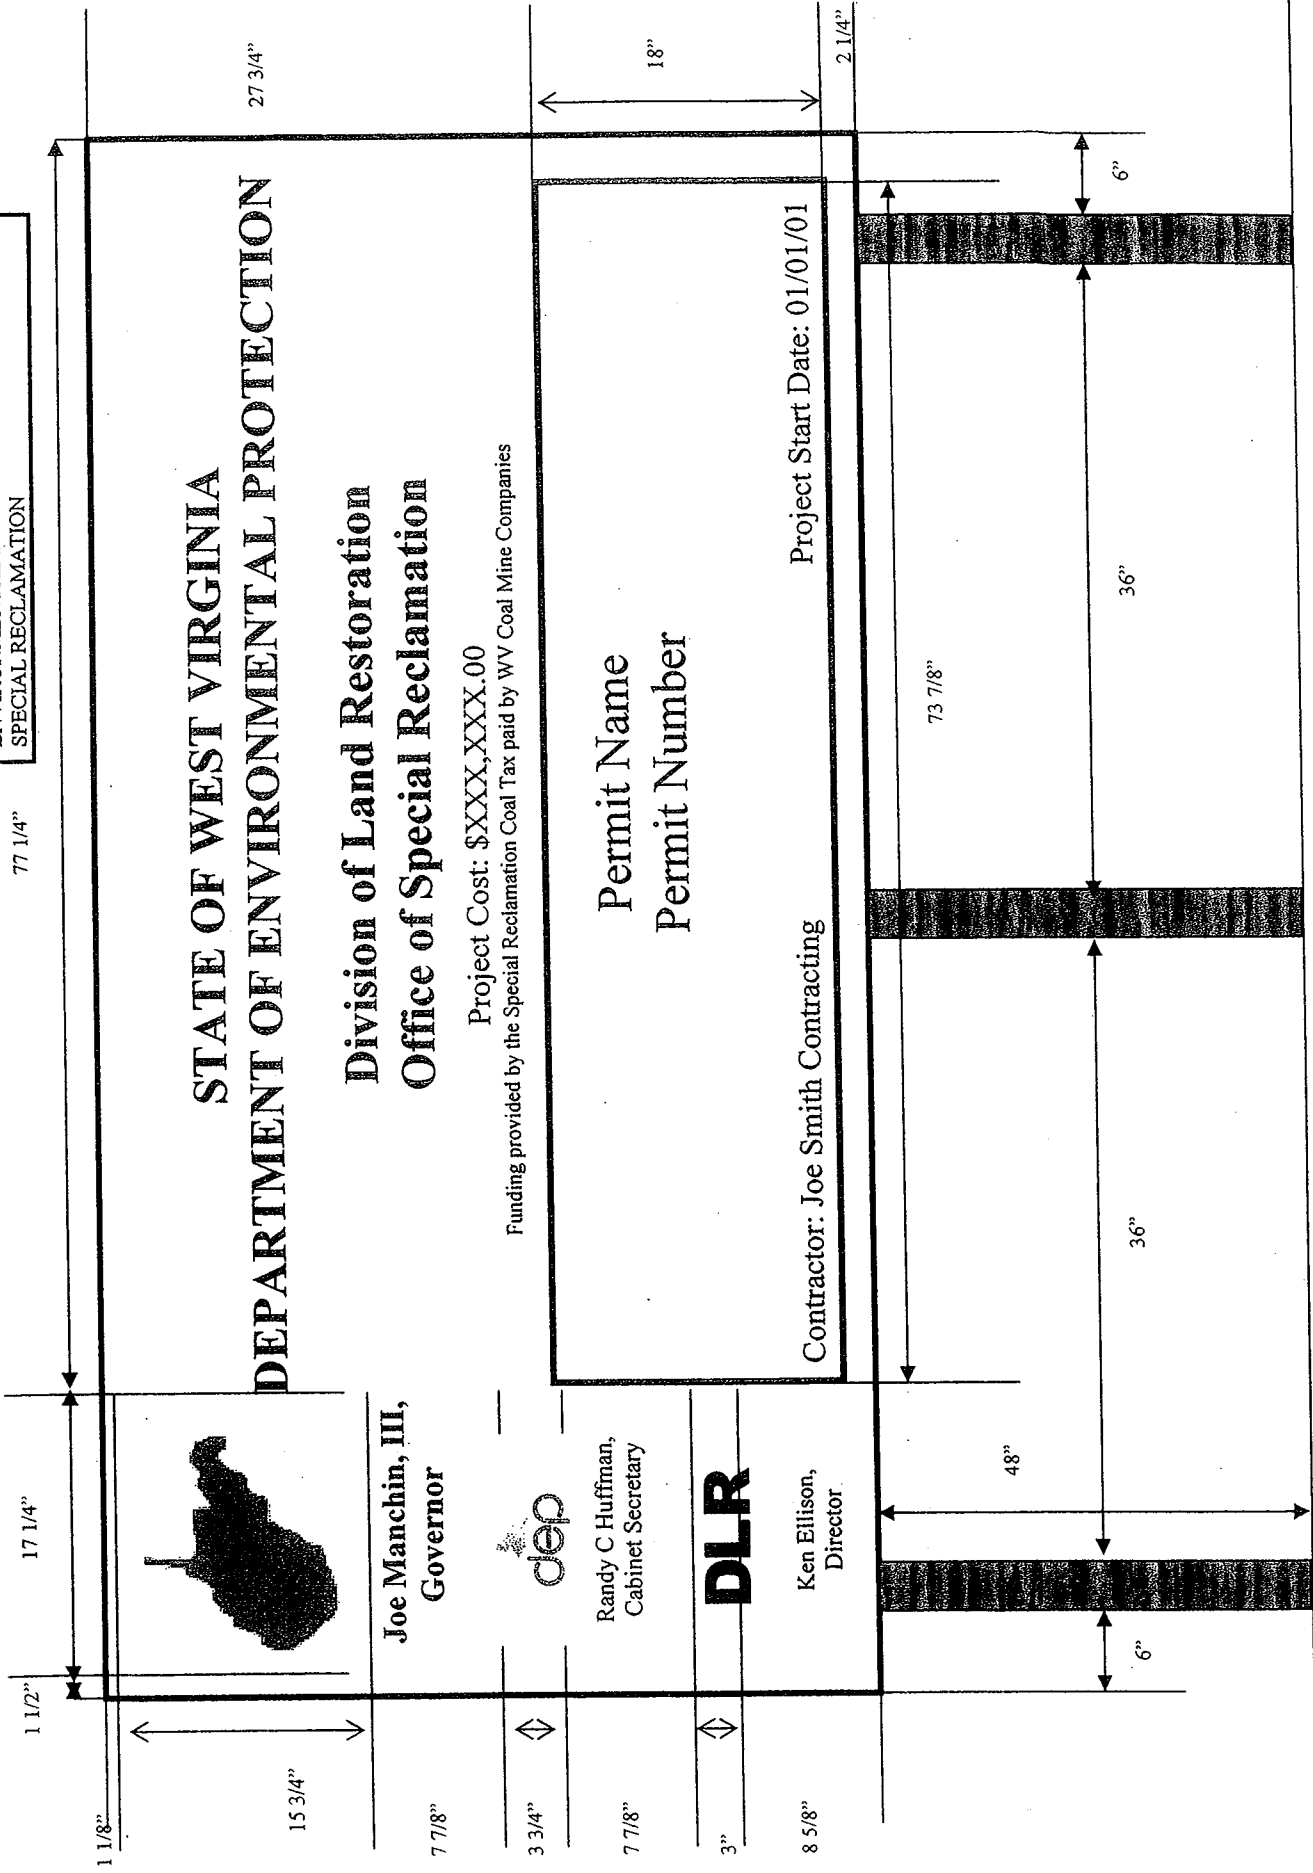 SPECIAL RECLAMATION
1 1/2”
17 1/4”
77 1/4”
1 1/8”
15 3/4”
7 7/8”
3 3/4”
7 7/8”
3”
8 5/8”
Joe Manchin, III,
Governor
dep
Randy C Huffman,
Cabinet Secretary
DLR
Ken Ellison,
Director
STATE OF WEST VIRGINIA
DEPARTMENT OF ENVIRONMENTAL PROTECTION
Division of Land Restoration
Office of Special Reclamation
Project Cost: $XXX,XXX.00
Funding provided by the Special Reclamation Coal Tax paid by WV Coal Mine Companies
Permit Name
Permit Number
Contractor: Joe Smith Contracting
Project Start Date: 01/01/01
27 3/4”
18”
2 1/4”
73 7/8”
48”
6”
36”
36”
6”